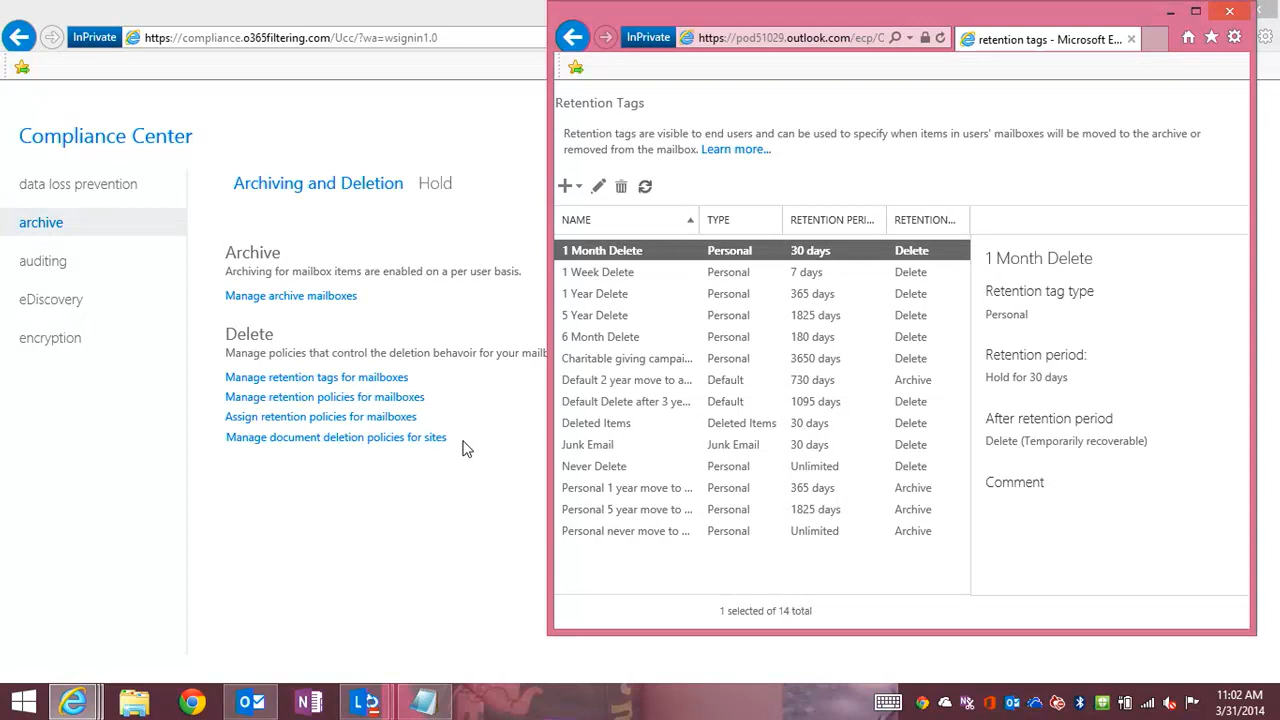 InPrivate
https://compliance.o365filtering.com/Ucc/?wa=wsignin1.0
Compliance Center
data loss prevention
archive
auditing
eDiscovery
encryption
Archiving and Deletion Hold
Archive
Archiving for mailbox items are enabled on a per user basis.
Manage archive mailboxes
Delete
Manage policies that control the deletion behavoir for your mailb
Manage retention tags for mailboxes
Manage retention policies for mailboxes
Assign retention policies for mailboxes
Manage document deletion policies for sites
InPrivate
https://pod51029.outlook.com/ecp/C
retention tags - Microsoft E...
Retention Tags
Retention tags are visible to end users and can be used to specify when items in users' mailboxes will be moved to the archive or
removed from the mailbox. Learn more...
NAME TYPE RETENTION PERI... RETENTION...
1 Month Delete Personal 30 days Delete
1 Week Delete Personal 7 days Delete
1 Year Delete Personal 365 days Delete
5 Year Delete Personal 1825 days Delete
6 Month Delete Personal 180 days Delete
Charitable giving campai... Personal 3650 days Delete
Default 2 year move to a... Default 730 days Archive
Default Delete after 3 ye... Default 1095 days Delete
Deleted Items Deleted Items 30 days Delete
Junk Email Junk Email 30 days Delete
Never Delete Personal Unlimited Delete
Personal 1 year move to ... Personal 365 days Archive
Personal 5 year move to ... Personal 1825 days Archive
Personal never move to ... Personal Unlimited Archive
1 selected of 14 total
1 Month Delete
Retention tag type
Personal
Retention period:
Hold for 30 days
After retention period
Delete (Temporarily recoverable)
Comment
11:02 AM
3/31/2014